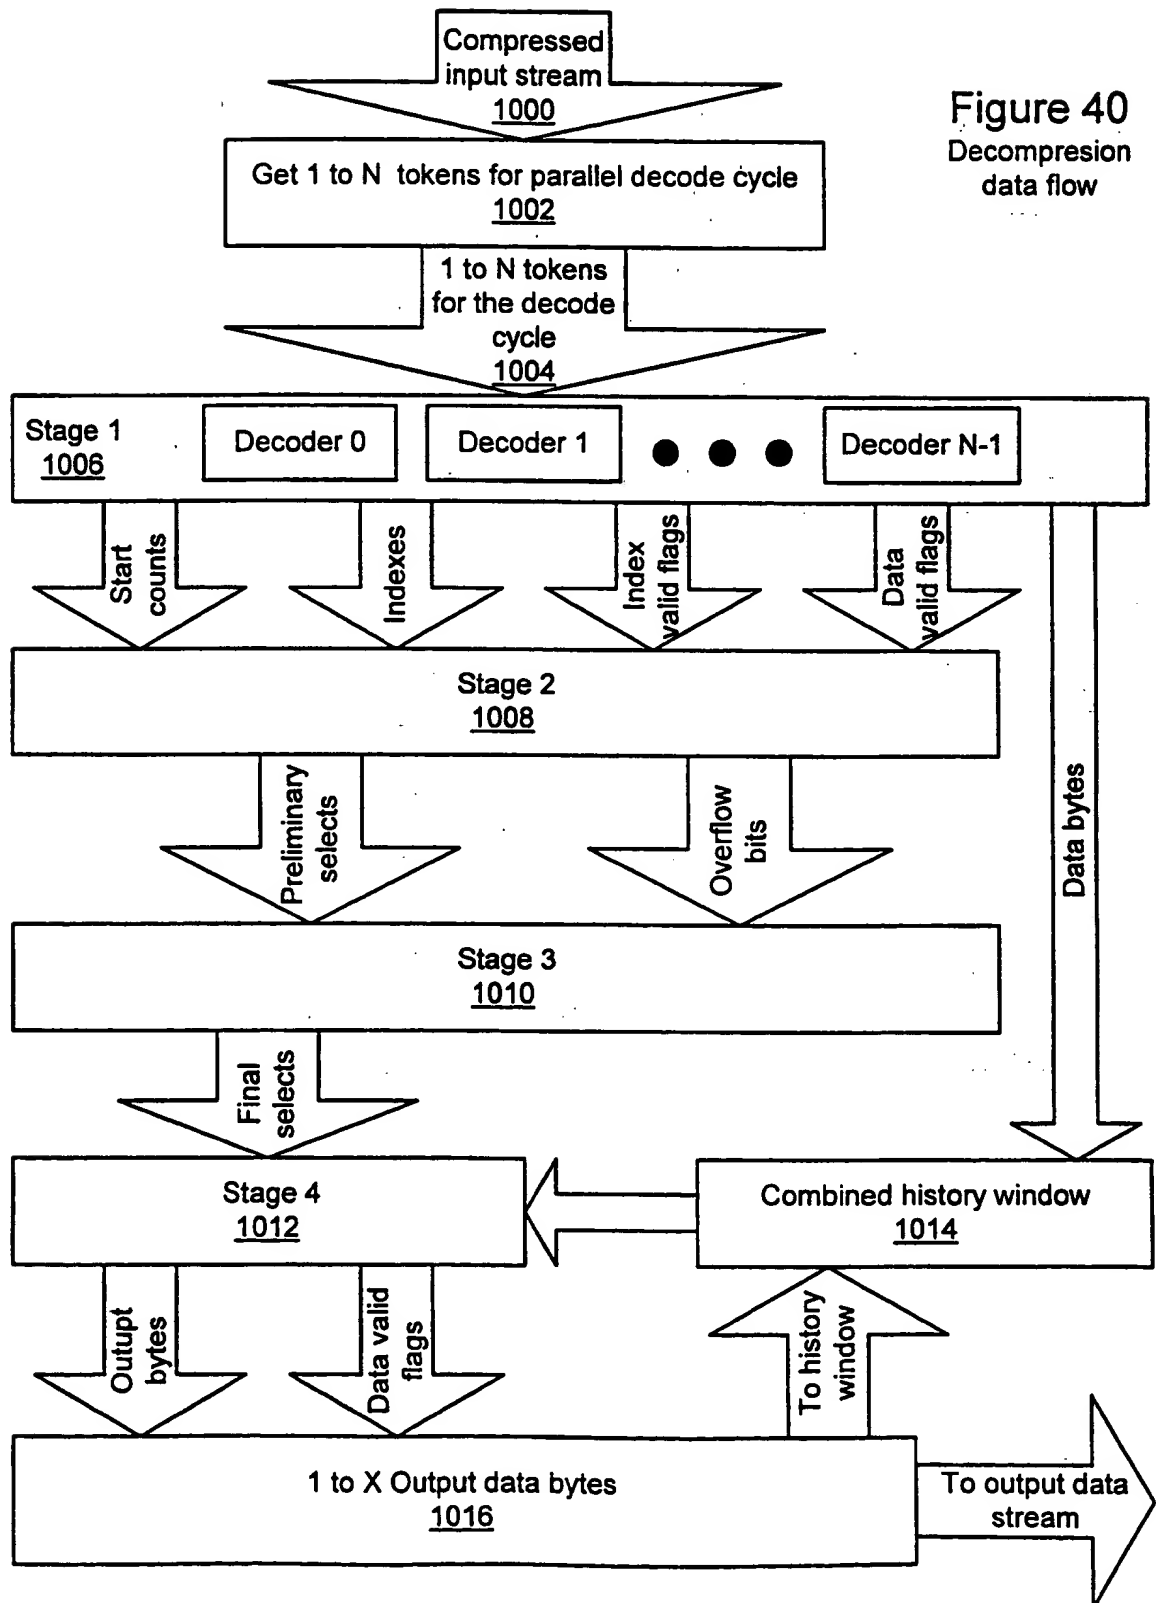 Compressed
input stream
1000
Figure 40
Decompresion
data flow
Get 1 to N tokens for parallel decode cycle
1002
1 to N tokens
for the decode
cycle
1004
Stage 1
1006
Decoder 0
Decoder 1
Decoder N-1
Start
counts
Indexes
Index
valid flags
Data
valid flags
Stage 2
1008
Preliminary
selects
Overflow
bits
Data bytes
Stage 3
1010
Final
selects
Stage 4
1012
Combined history window
1014
Outupt
bytes
Data valid
flags
To history
window
1 to X Output data bytes
1016
To output data
stream